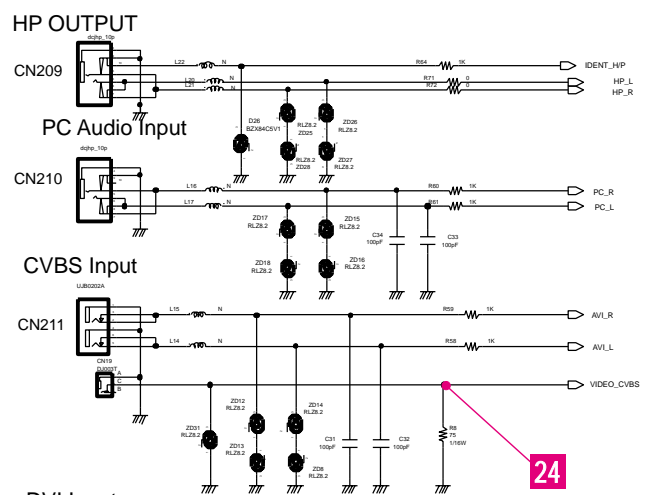 HP OUTPUT
dcjhp_10p
CN209
L22 N
R64 1K
IDENT_H/P
L20 N
R71 0
HP_L
L21 N
R72 0
HP_R
D26
BZX84C5V1
RLZ8.2
ZD25
ZD26
RLZ8.2
RLZ8.2
ZD28
ZD27
RLZ8.2
PC Audio Input
dcjhp_10p
CN210
L16 N
R60 1K
PC_R
L17 N
R61 1K
PC_L
ZD17
RLZ8.2
ZD15
RLZ8.2
C34
100pF
C33
100pF
ZD18
RLZ8.2
ZD16
RLZ8.2
CVBS Input
UJB0202A
CN211
L15 N
R59 1K
AVI_R
L14 N
R58 1K
AVI_L
CN19
DJ003T
A
C
B
VIDEO_CVBS
ZD12
RLZ8.2
ZD14
RLZ8.2
ZD31
RLZ8.2
ZD13
RLZ8.2
ZD8
RLZ8.2
C31
100pF
C32
100pF
R8
75
1/16W
24